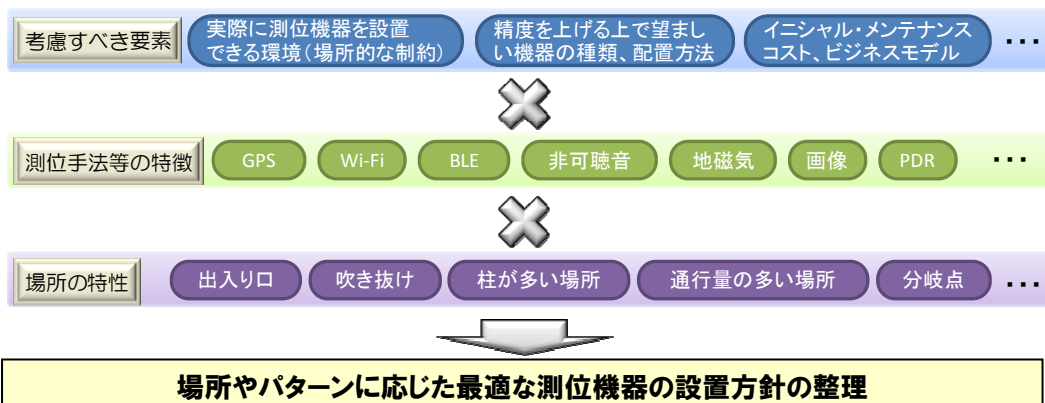 考慮すべき要素
実際に測位機器を設置
できる環境（場所的な制約）
精度を上げる上で望まし
い機器の種類、配置方法
イニシャル・メンテナンス
コスト、ビジネスモデル
･･･
測位手法等の特徴
GPS
Wi-Fi
BLE
非可聴音
地磁気
画像
PDR
･･･
場所の特性
出入り口
吹き抜け
柱が多い場所
通行量の多い場所
分岐点
･･･
場所やパターンに応じた最適な測位機器の設置方針の整理